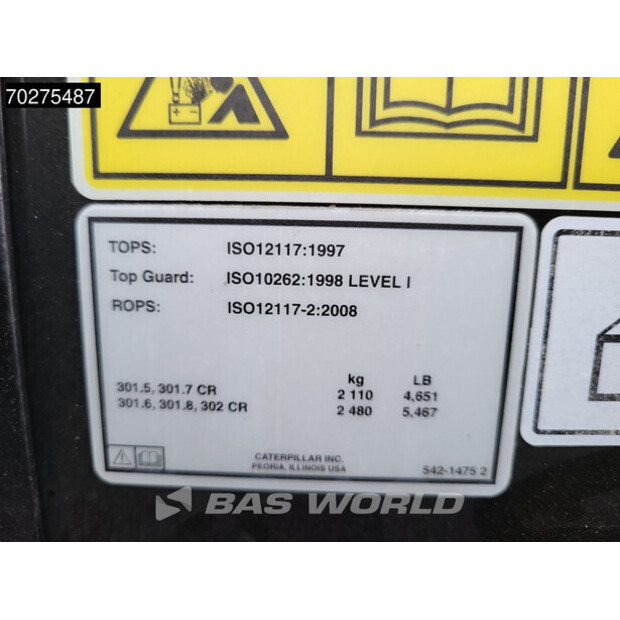 70275487
TOPS: ISO12117:1997
Top Guard: ISO10262:1998 LEVEL I
ROPS: ISO12117-2:2008
kg LB
301.5, 301.7 CR 2 110 4,651
301.6, 301.8, 302 CR 2 480 5,467
CATERPILLAR INC.
PEORIA, ILLINOIS USA
542-1475 2
BAS WORLD